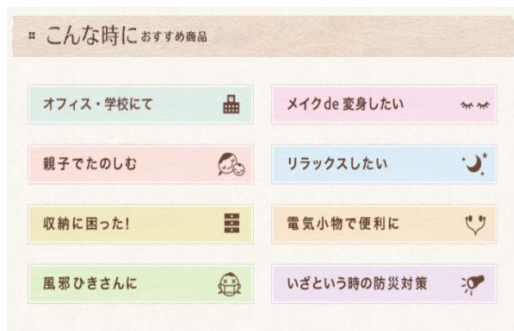 こんな時に おすすめ商品
オフィス・学校にて
メイクde変身したい
親子でたのしむ
リラックスしたい
収納に困った!
電気小物で便利に
風邪ひきさんに
いざという時の防災対策